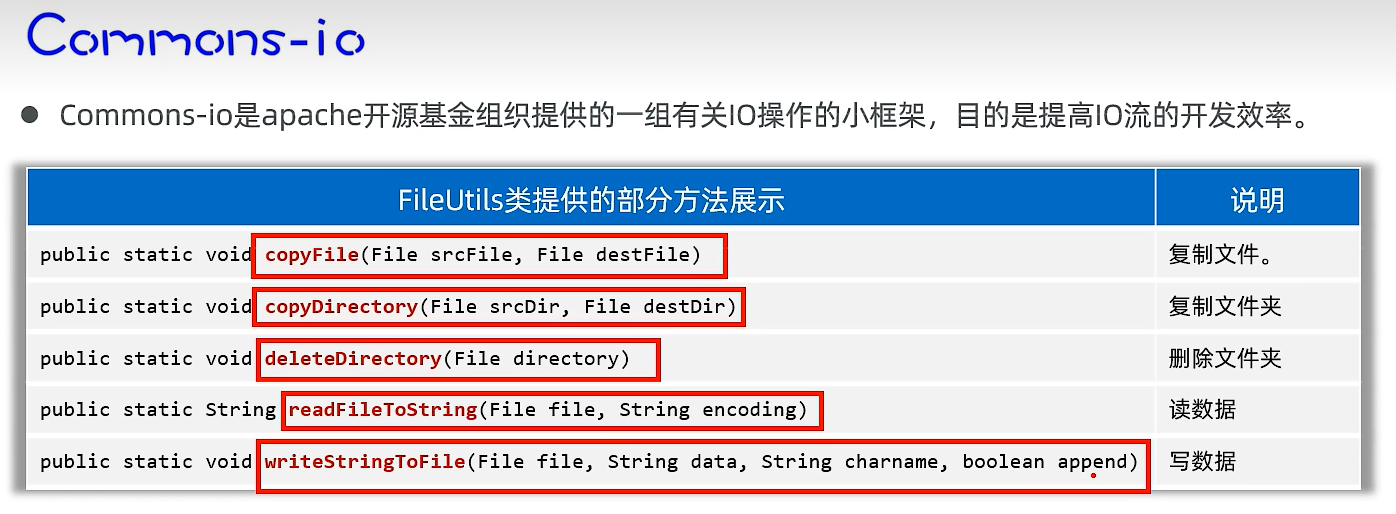 Commons-io
● Commons-io是apache开源基金组织提供的一组有关IO操作的小框架，目的是提高IO流的开发效率。
FileUtils类提供的部分方法展示 说明
public static void copyFile(File srcFile, File destFile) 复制文件。
public static void copyDirectory(File srcDir, File destDir) 复制文件夹
public static void deleteDirectory(File directory) 删除文件夹
public static String readFileToString(File file, String encoding) 读数据
public static void writeStringToFile(File file, String data, String charname, boolean append) 写数据